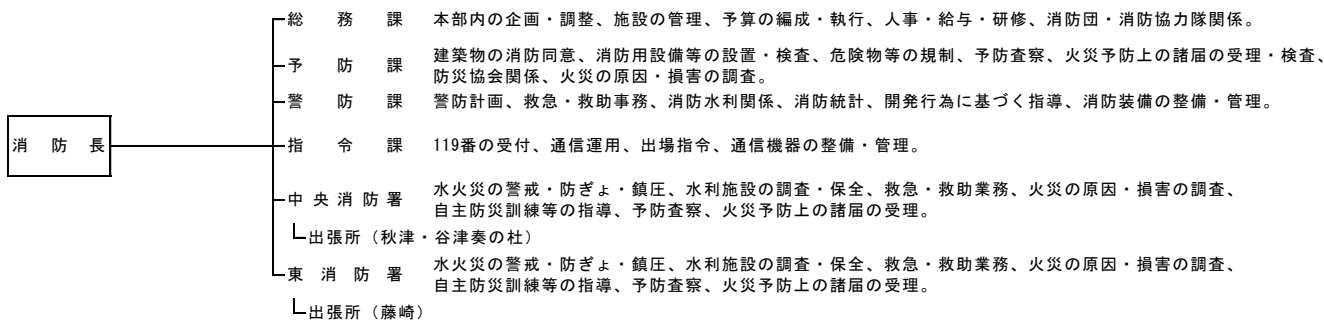 総務課 本部内の企画・調整、施設の管理、予算の編成・執行、人事・給与・研修、消防団・消防協力隊関係。
予防課 建築物の消防同意、消防用設備等の設置・検査、危険物等の規制、予防査察、火災予防上の諸届の受理・検査、
防災協会関係、火災の原因・損害の調査。
警防課 警防計画、救急・救助事務、消防水利関係、消防統計、開発行為に基づく指導、消防装備の整備・管理。
消防長
指令課 119番の受付、通信運用、出場指令、通信機器の整備・管理。
中央消防署 水火災の警戒・防ぎょ・鎮圧、水利施設の調査・保全、救急・救助業務、火災の原因・損害の調査、
自主防災訓練等の指導、予防査察、火災予防上の諸届の受理。
出張所（秋津・谷津奏の杜）
東消防署 水火災の警戒・防ぎょ・鎮圧、水利施設の調査・保全、救急・救助業務、火災の原因・損害の調査、
自主防災訓練等の指導、予防査察、火災予防上の諸届の受理。
出張所（藤崎）